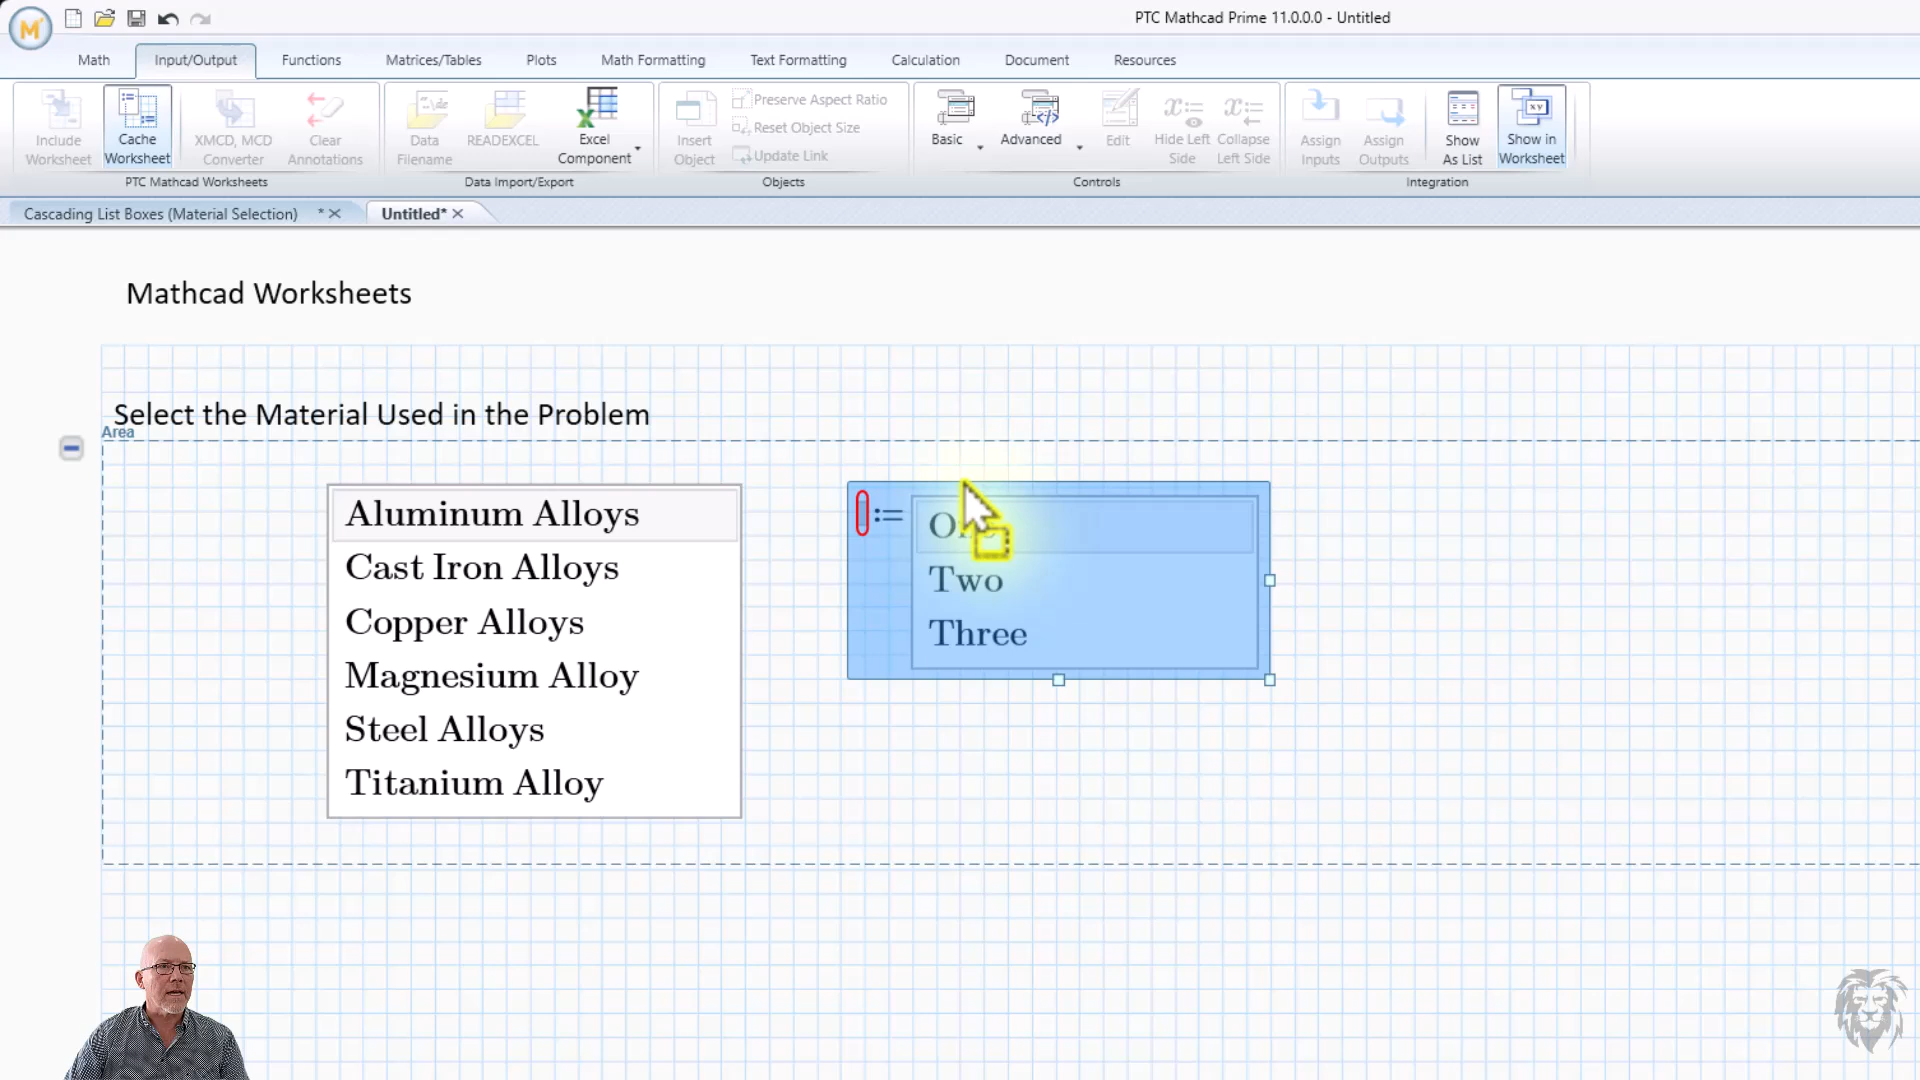 PTC Mathcad Prime 11.0.0.0 - Untitled
Math Input/Output Functions Matrices/Tables Plots Math Formatting Text Formatting Calculation Document Resources
Include Worksheet
Cache Worksheet
XMCD, MCD Converter
Clear Annotations
PTC Mathcad Worksheets
Data Filename
READEXCEL
Excel Component
Data Import/Export
Insert Object
Preserve Aspect Ratio
Reset Object Size
Update Link
Objects
Basic
Advanced
Edit
Hide Left Side
Collapse Left Side
Controls
Assign Inputs
Assign Outputs
Show As List
Show in Worksheet
Integration
Cascading List Boxes (Material Selection) *
Untitled*
Mathcad Worksheets
Select the Material Used in the Problem
Area
Aluminum Alloys
Cast Iron Alloys
Copper Alloys
Magnesium Alloy
Steel Alloys
Titanium Alloy
:=
Two
Three